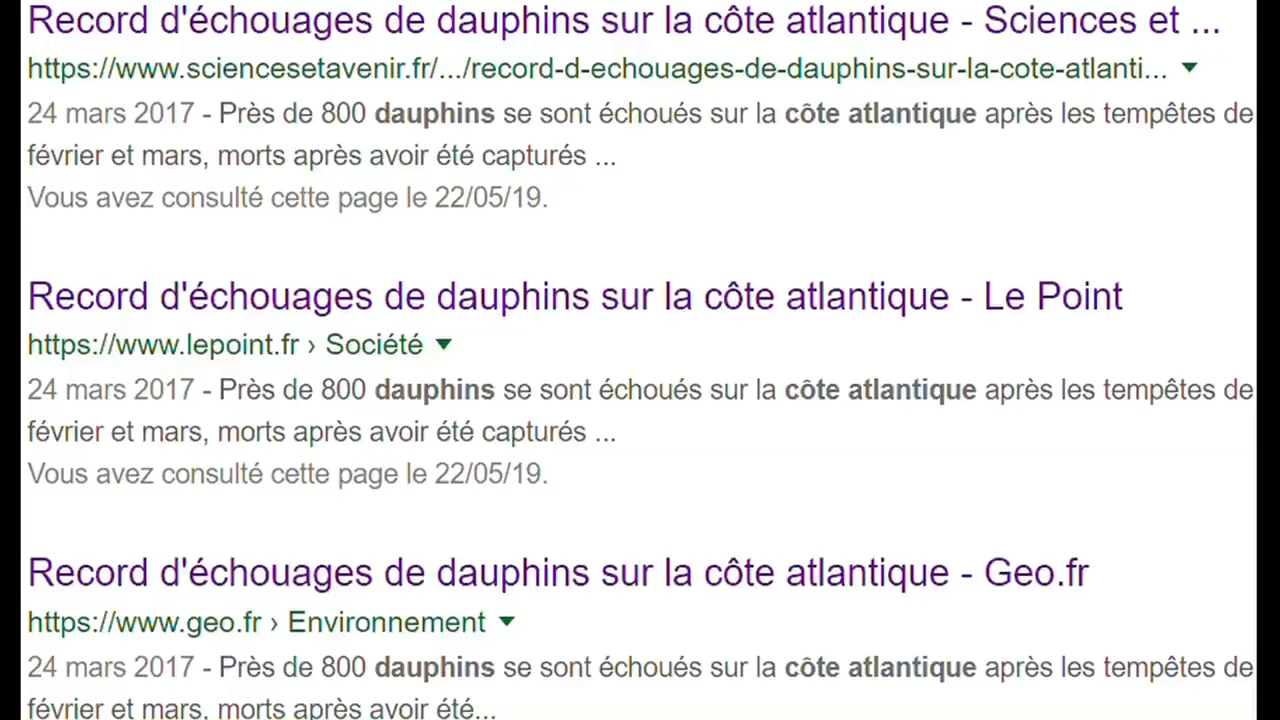 Record d'échouages de dauphins sur la côte atlantique - Sciences et ...
https://www.sciencesetavenir.fr/.../record-d-echouages-de-dauphins-sur-la-cote-atlanti...
24 mars 2017 - Près de 800 dauphins se sont échoués sur la côte atlantique après les tempêtes de
février et mars, morts après avoir été capturés ...
Vous avez consulté cette page le 22/05/19.
Record d'échouages de dauphins sur la côte atlantique - Le Point
https://www.lepoint.fr › Société
24 mars 2017 - Près de 800 dauphins se sont échoués sur la côte atlantique après les tempêtes de
février et mars, morts après avoir été capturés ...
Vous avez consulté cette page le 22/05/19.
Record d'échouages de dauphins sur la côte atlantique - Geo.fr
https://www.geo.fr › Environnement
24 mars 2017 - Près de 800 dauphins se sont échoués sur la côte atlantique après les tempêtes de
février et mars, morts après avoir été...